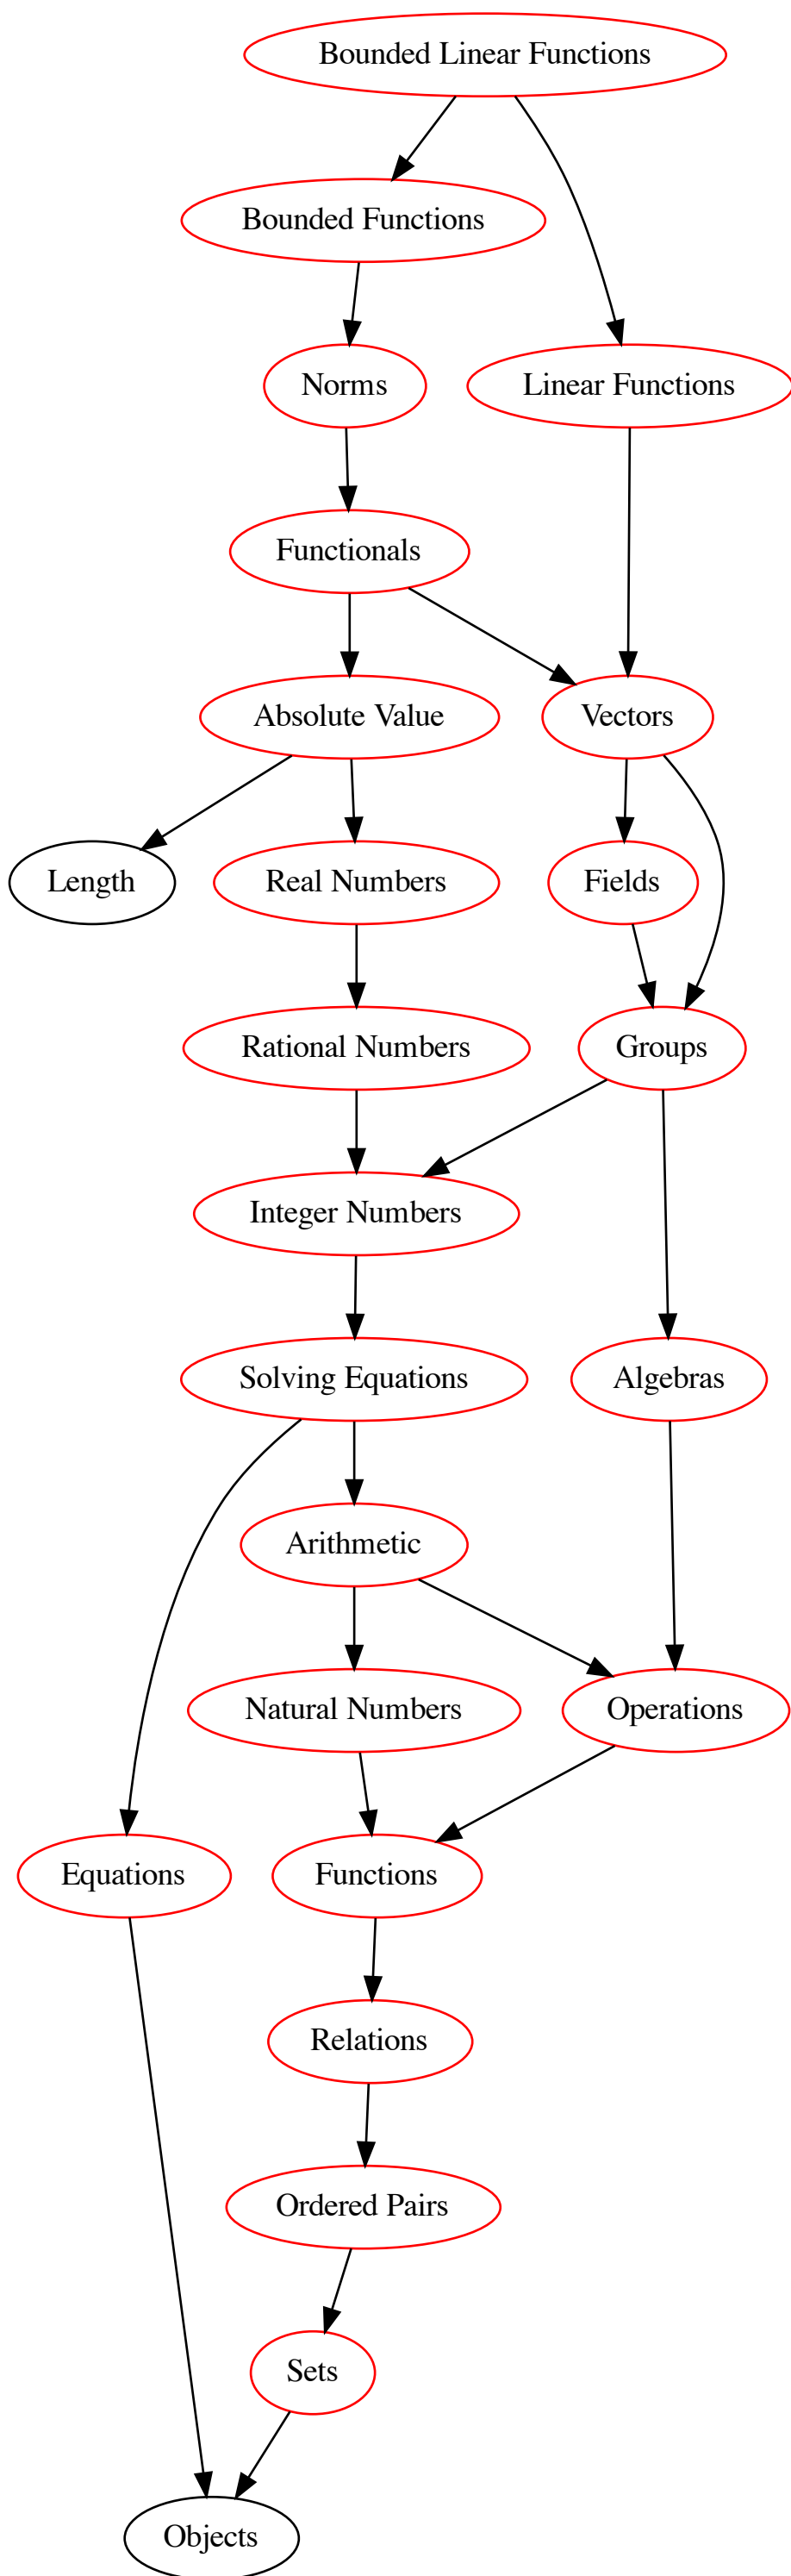 Bounded Linear Functions
Bounded Functions
Norms
Linear Functions
Functionals
Absolute Value
Vectors
Length
Real Numbers
Fields
Rational Numbers
Groups
Integer Numbers
Solving Equations
Algebras
Arithmetic
Natural Numbers
Operations
Equations
Functions
Relations
Ordered Pairs
Sets
Objects